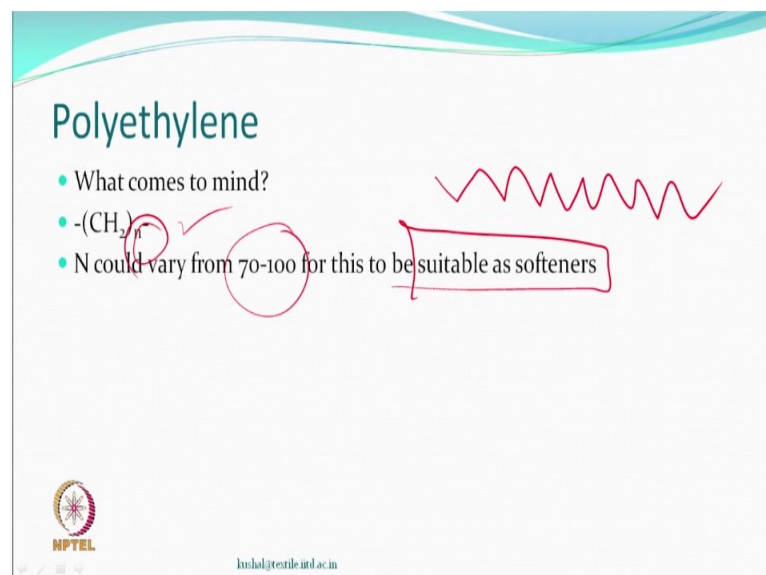 Polyethylene
• What comes to mind?
• -(CH₂)ₙ-
• N could vary from 70-100 for this to be suitable as softeners
NPTEL
kushal@textile.iitd.ac.in